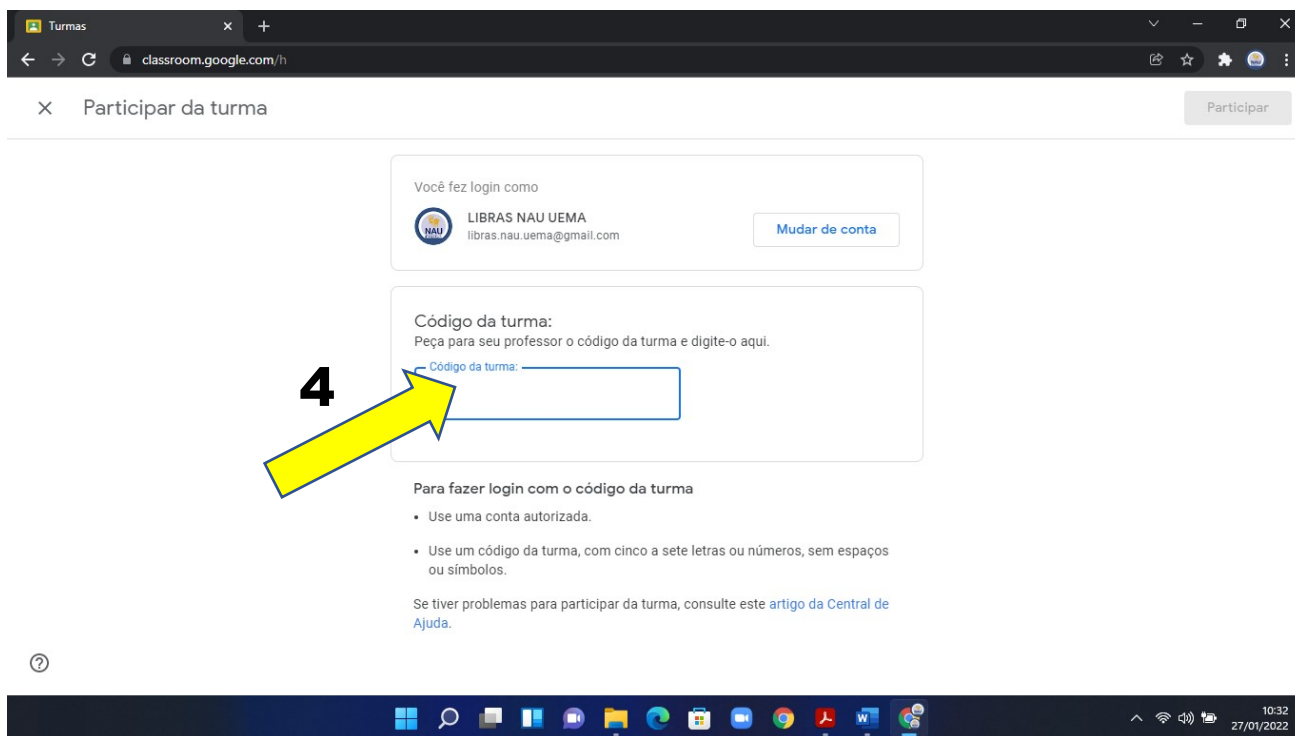 Turmas
classroom.google.com/h
Participar da turma
Participar
Você fez login como
LIBRAS NAU UEMA
libras.nau.uema@gmail.com
NAU
Mudar de conta
Código da turma:
Peça para seu professor o código da turma e digite-o aqui.
Código da turma:
4
Para fazer login com o código da turma
• Use uma conta autorizada.
• Use um código da turma, com cinco a sete letras ou números, sem espaços
ou símbolos.
Se tiver problemas para participar da turma, consulte este artigo da Central de
Ajuda.
10:32
27/01/2022